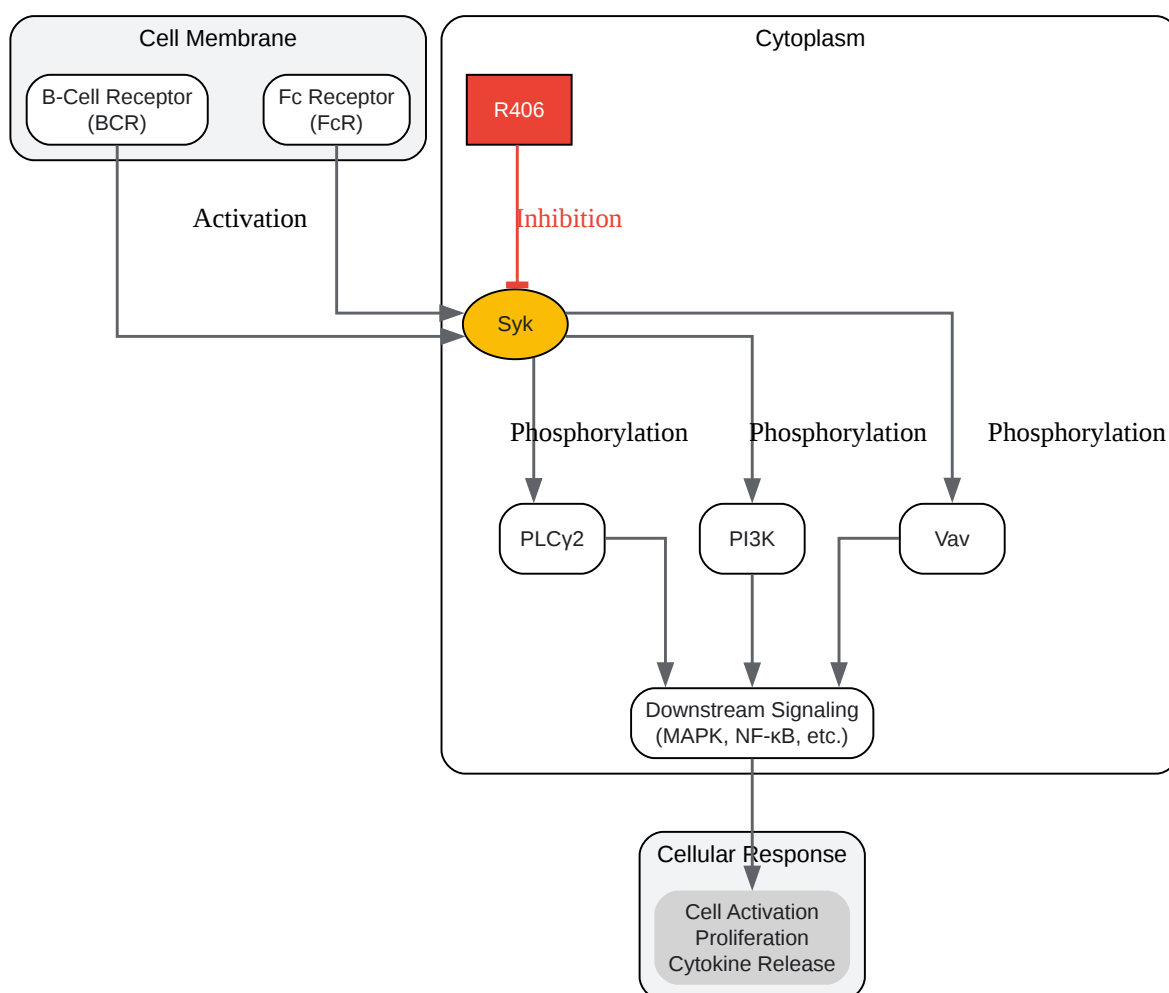 Cell Membrane
Cytoplasm
B-Cell Receptor
(BCR)
Fc Receptor
(FcR)
R406
Activation
Inhibition
Syk
Phosphorylation
Phosphorylation
Phosphorylation
PLCγ2
PI3K
Vav
Downstream Signaling
(MAPK, NF-κB, etc.)
Cellular Response
Cell Activation
Proliferation
Cytokine Release